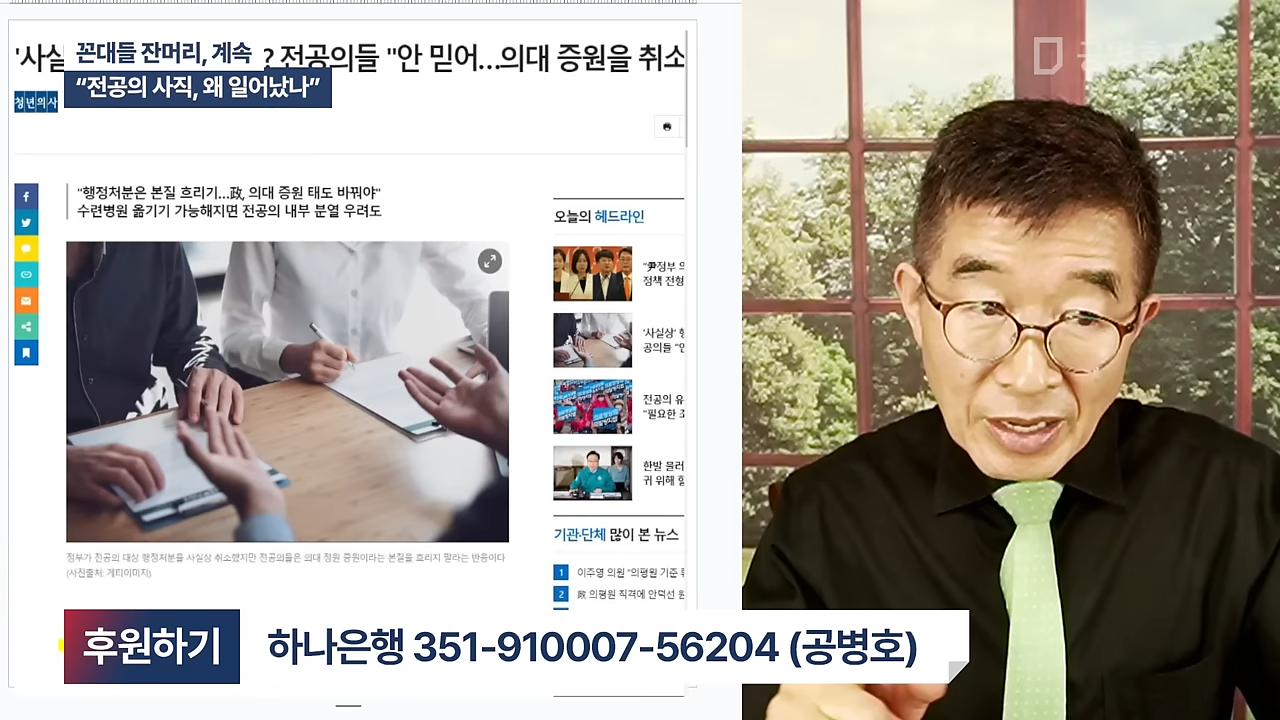 '사실
꼰대들 잔머리, 계속
? 전공의들 "안 믿어…의대 증원을 취소
“전공의 사직, 왜 일어났나”
청년의사
"행정처분은 본질 흐리기…政, 의대 증원 태도 바꿔야"
수련병원 옮기기 가능해지면 전공의 내부 분열 우려도
오늘의 헤드라인
"尹정부 의
정책 전형
'사실상' 행
공의들 "안
전공의 유
"필요한 조
한발 물러
귀 위해 함
정부가 전공의 대상 행정처분을 사실상 취소했지만 전공의들은 의대 정원 증원이라는 본질을 흐리지 말라는 반응이다
(사진출처: 게티이미지)
기관·단체 많이 본 뉴스
1 이주영 의원 "의평원 기준
2 政 의평원 직격에 안덕선 원
후원하기
하나은행 351-910007-56204 (공병호)
공병호TV